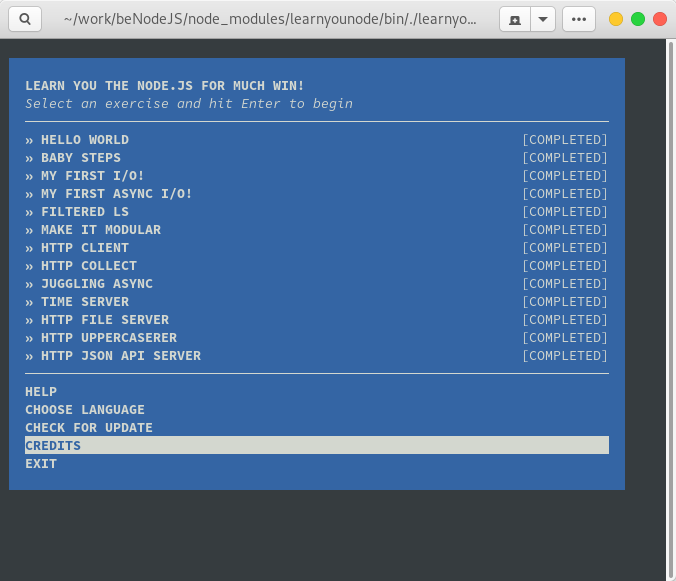 ~/work/beNodeJS/node_modules/learnyounode/bin/./learnyo...
LEARN YOU THE NODE.JS FOR MUCH WIN!
Select an exercise and hit Enter to begin
» HELLO WORLD [COMPLETED]
» BABY STEPS [COMPLETED]
» MY FIRST I/O! [COMPLETED]
» MY FIRST ASYNC I/O! [COMPLETED]
» FILTERED LS [COMPLETED]
» MAKE IT MODULAR [COMPLETED]
» HTTP CLIENT [COMPLETED]
» HTTP COLLECT [COMPLETED]
» JUGGLING ASYNC [COMPLETED]
» TIME SERVER [COMPLETED]
» HTTP FILE SERVER [COMPLETED]
» HTTP UPPERCASERER [COMPLETED]
» HTTP JSON API SERVER [COMPLETED]
HELP
CHOOSE LANGUAGE
CHECK FOR UPDATE
CREDITS
EXIT